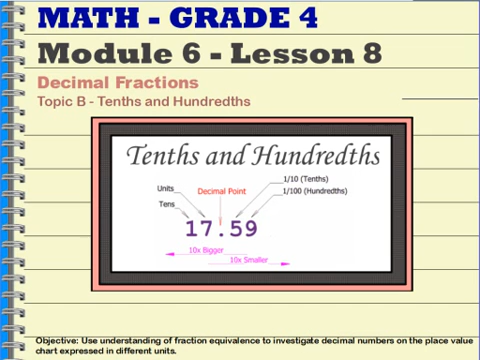 MATH - GRADE 4
Module 6 - Lesson 8
Decimal Fractions
Topic B - Tenths and Hundredths
Tenths and Hundredths
1/10 (Tenths)
Units
Decimal Point
1/100 (Hundredths)
Tens
17.59
10x Bigger
10x Smaller
Objective: Use understanding of fraction equivalence to investigate decimal numbers on the place value
chart expressed in different units.